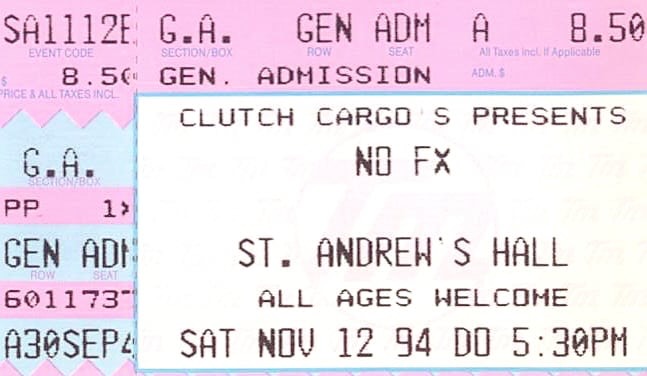 SA1112E G.A. GEN ADM A 8.50
EVENT CODE SECTION/BOX ROW SEAT All Taxes Incl. If Applicable
$ 8.50 GEN. ADMISSION ADM. $
PRICE & ALL TAXES INCL.
CLUTCH CARGO'S PRESENTS
NO FX
G.A.
SECTION/BOX
PP 1X
GEN ADM
ROW SEAT
ST. ANDREW'S HALL
6011737
ALL AGES WELCOME
A30SEP4
SAT NOV 12 94 DO 5:30PM